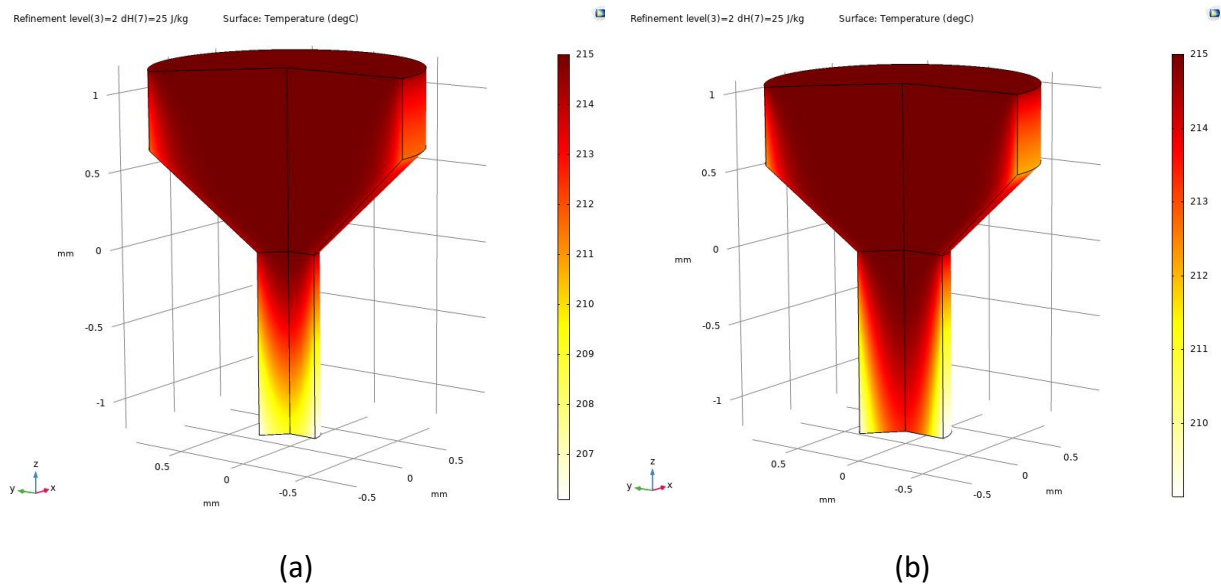 Refinement level(3)=2 dH(7)=25 J/kg Surface: Temperature (degC)
215
214
213
212
211
210
209
208
207
1
0.5
0
-0.5
-1
mm
0.5
0
-0.5
mm
0.5
0
-0.5
mm
z
y
x
(a)
Refinement level(3)=2 dH(7)=25 J/kg Surface: Temperature (degC)
215
214
213
212
211
210
1
0.5
0
-0.5
-1
mm
0.5
0
-0.5
mm
0.5
0
-0.5
mm
z
y
x
(b)